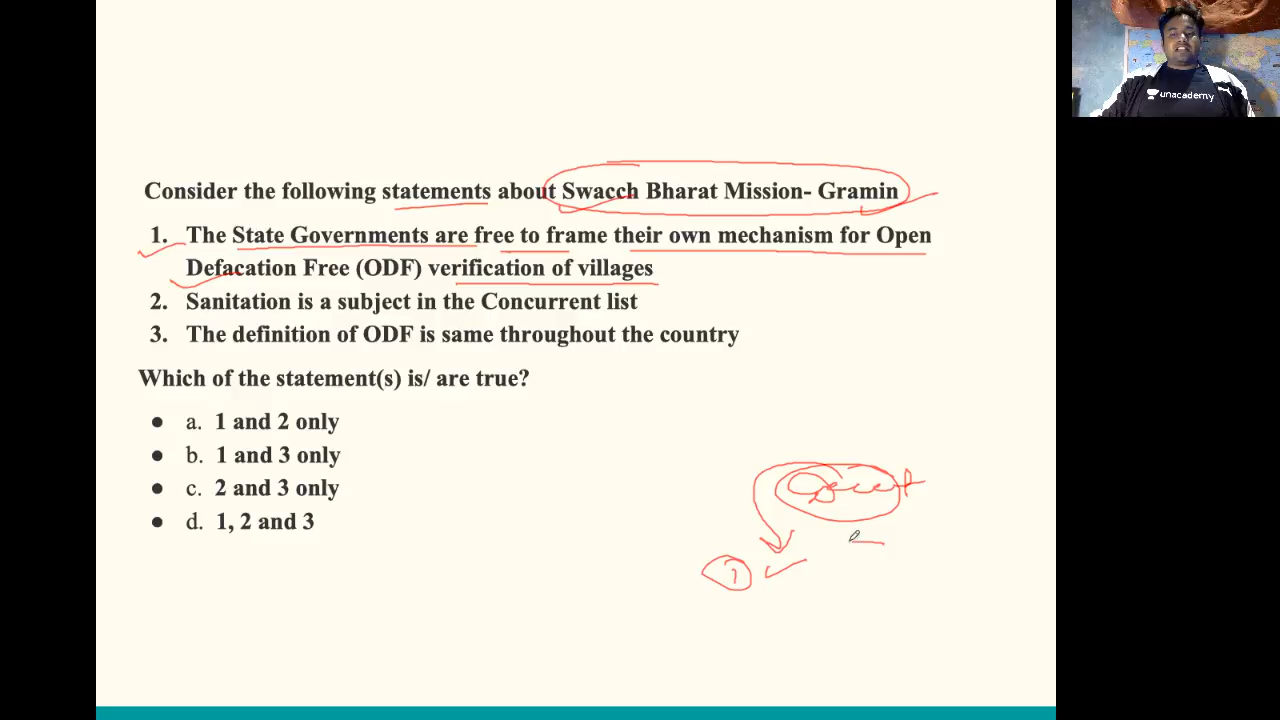 unacademy
Consider the following statements about Swacch Bharat Mission- Gramin
1. The State Governments are free to frame their own mechanism for Open
Defacation Free (ODF) verification of villages
2. Sanitation is a subject in the Concurrent list
3. The definition of ODF is same throughout the country
Which of the statement(s) is/ are true?
● a. 1 and 2 only
● b. 1 and 3 only
● c. 2 and 3 only
● d. 1, 2 and 3